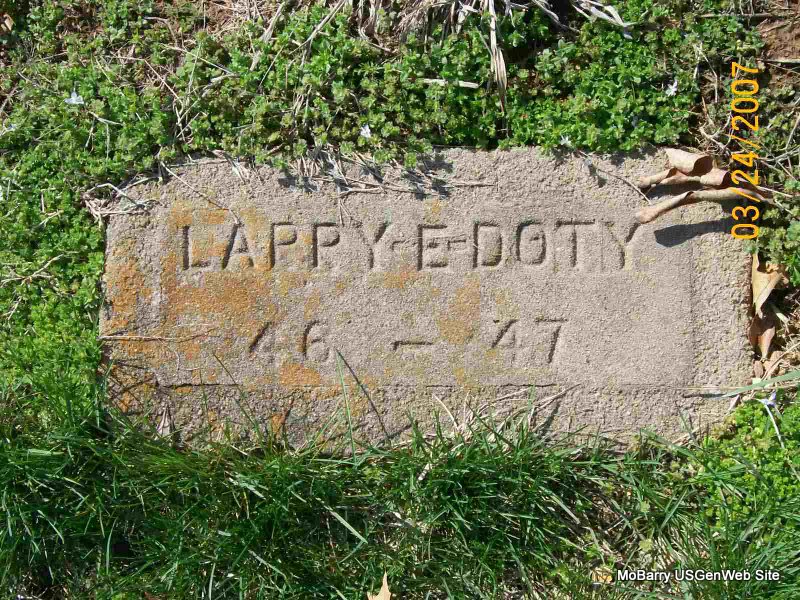 LAPPY-E-DOTY
46 - 47
03/24/2007
MoBarry USGenWeb Site